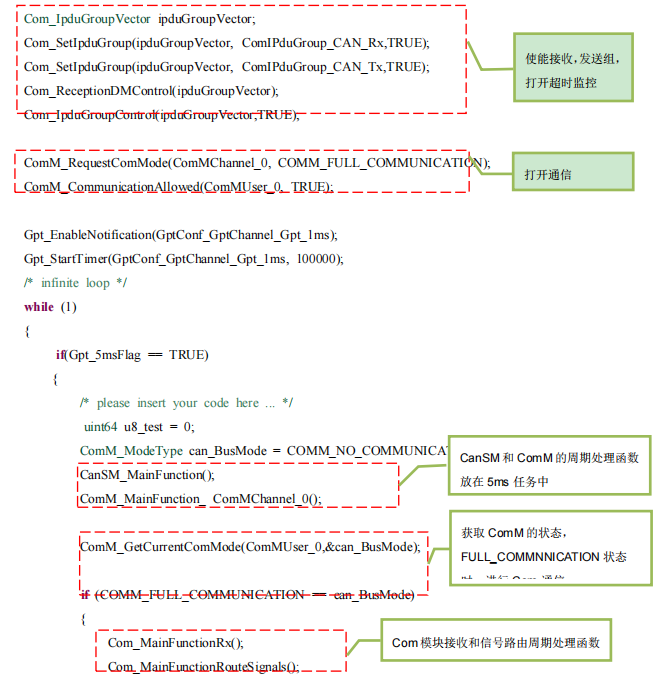 Com_IpduGroupVector ipduGroupVector;
Com_SetIpduGroup(ipduGroupVector, ComIPduGroup_CAN_Rx,TRUE);
Com_SetIpduGroup(ipduGroupVector, ComIPduGroup_CAN_Tx,TRUE);
Com_ReceptionDMControl(ipduGroupVector);
Com_IpduGroupControl(ipduGroupVector,TRUE);
使能接收,发送组,
打开超时监控
ComM_RequestComMode(ComMChannel_0, COMM_FULL_COMMUNICATION);
ComM_CommunicationAllowed(ComMUser_0, TRUE);
打开通信
Gpt_EnableNotification(GptConf_GptChannel_Gpt_1ms);
Gpt_StartTimer(GptConf_GptChannel_Gpt_1ms, 100000);
/* infinite loop */
while (1)
{
if(Gpt_5msFlag == TRUE)
{
/* please insert your code here ... */
uint64 u8_test = 0;
ComM_ModeType can_BusMode = COMM_NO_COMMUNICA
CanSM_MainFunction();
ComM_MainFunction_ ComMChannel_0();
CanSM 和 ComM 的周期处理函数
放在 5ms 任务中
ComM_GetCurrentComMode(ComMUser_0,&can_BusMode);
获取 ComM 的状态,
FULL_COMMNNICATION 状态
if (COMM_FULL_COMMUNICATION == can_BusMode)
{
Com_MainFunctionRx();
Com_MainFunctionRouteSignals();
Com 模块接收和信号路由周期处理函数